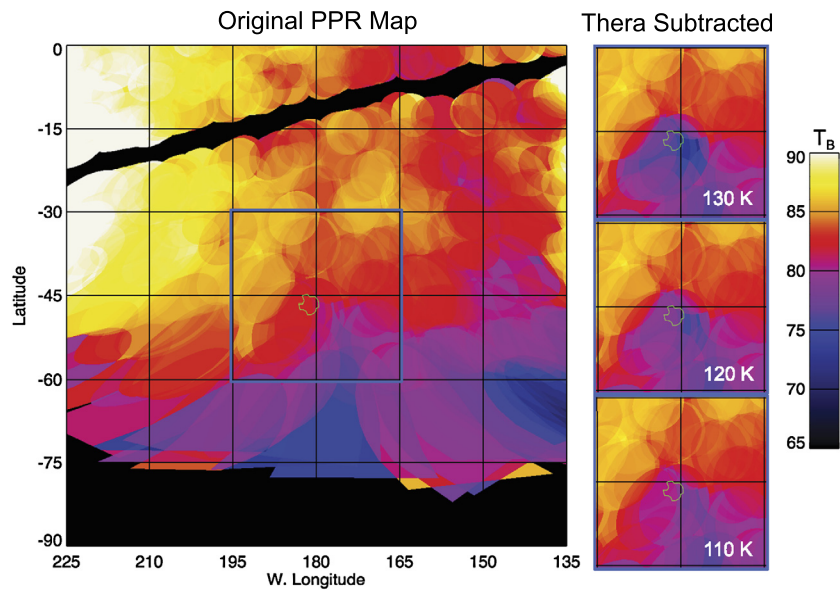 Original PPR Map
Thera Subtracted
0
-15
-30
-45
-60
-75
-90
Latitude
225 210 195 180 165 150 135
W. Longitude
130 K
120 K
110 K
T_B
90
85
80
75
70
65